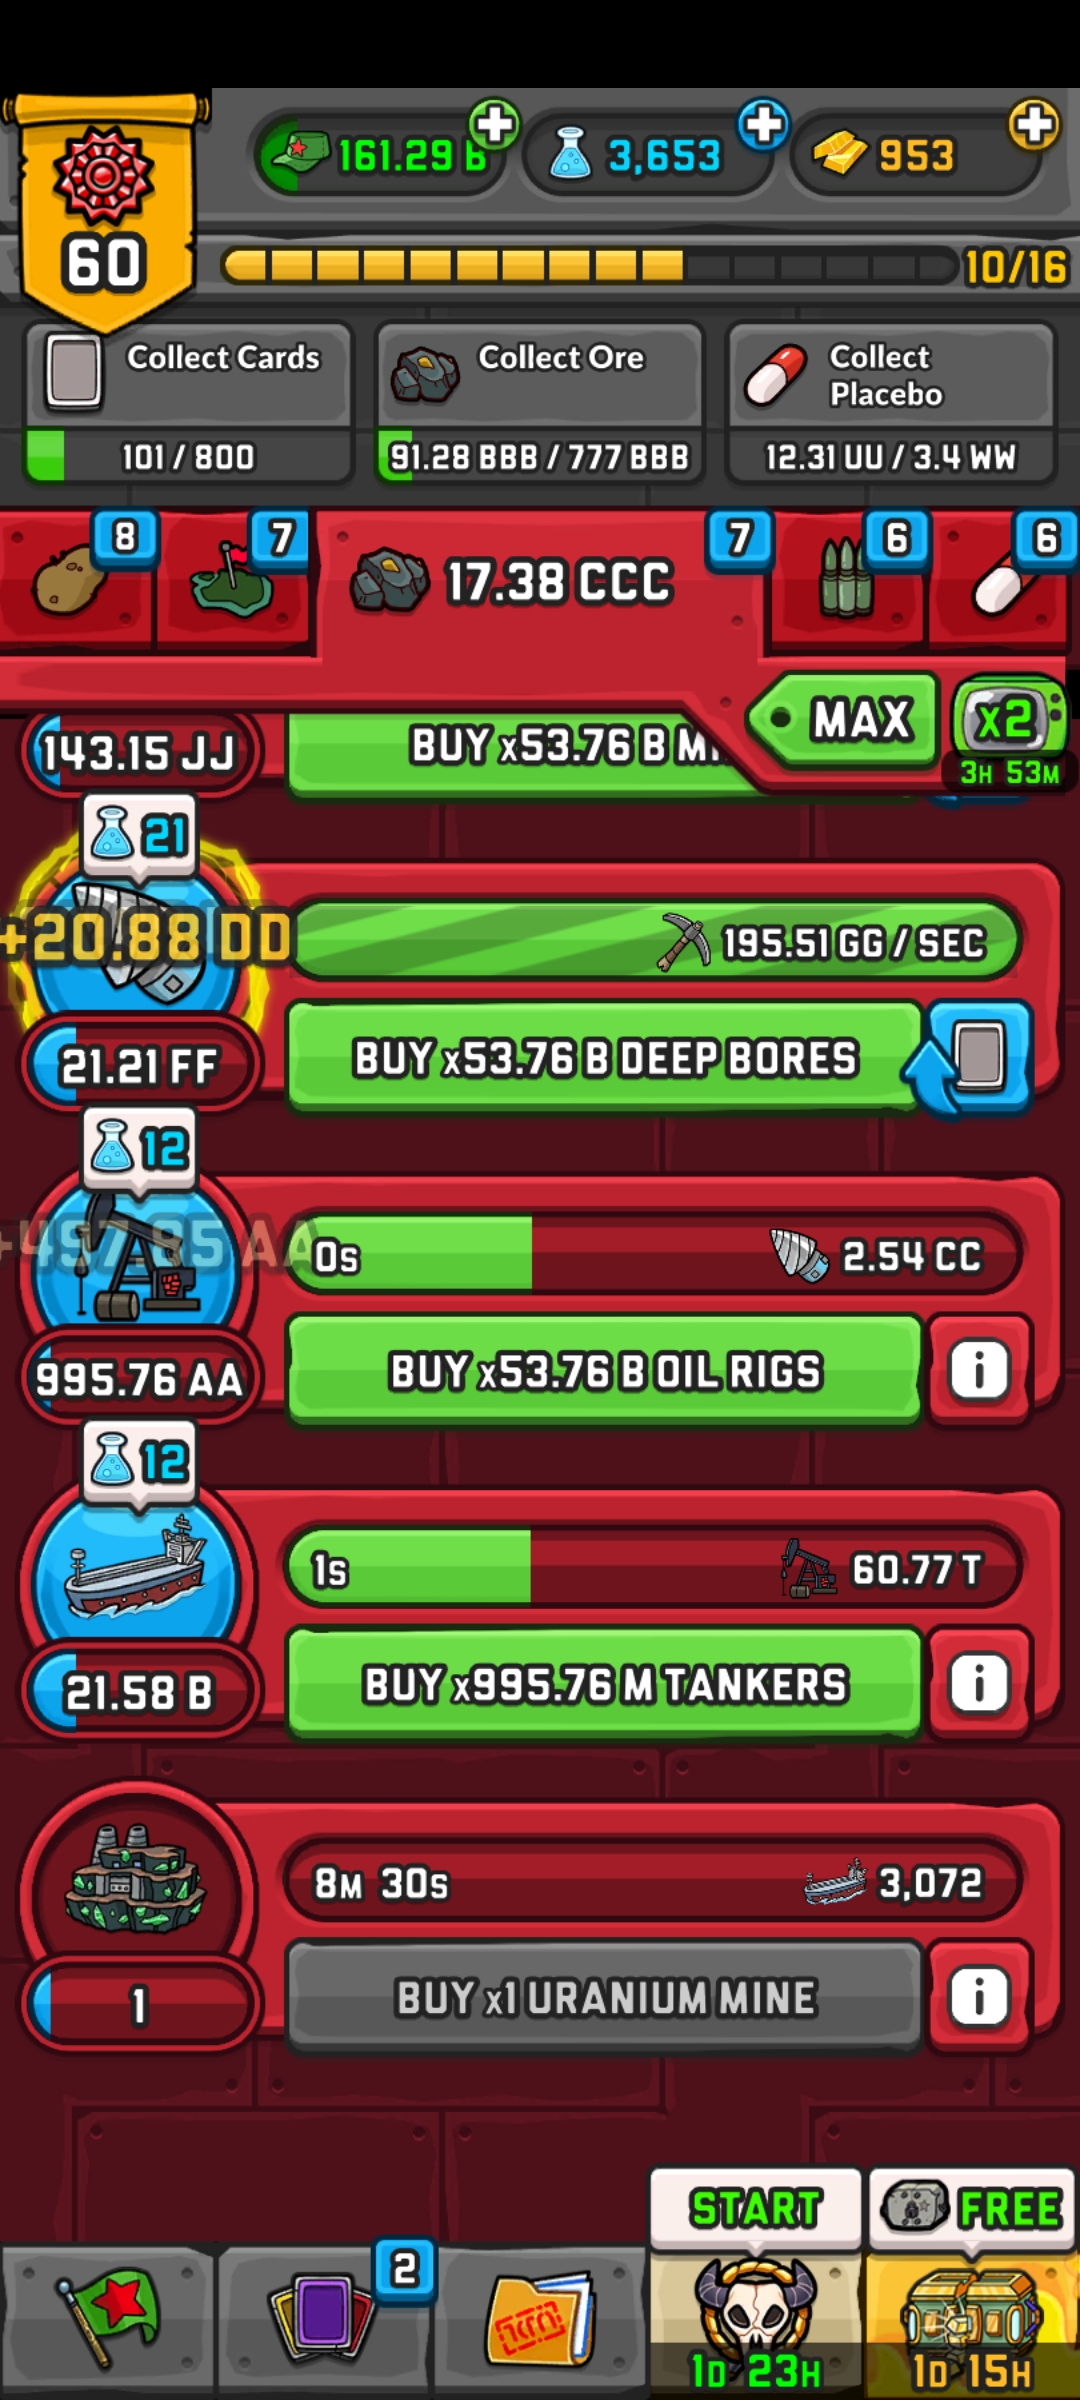 60
161.29 B
3,653
953
10/16
Collect Cards
101 / 800
Collect Ore
91.28 BBB / 777 BBB
Collect
Placebo
12.31 UU / 3.4 WW
8
7
17.38 CCC
7
6
6
MAX
x2
3H 53M
143.15 JJ
BUY x53.76 B
21
+20.88 DD
195.51 GG / SEC
21.21 FF
BUY x53.76 B DEEP BORES
12
+497.85 AA
0s
2.54 CC
995.76 AA
BUY x53.76 B OIL RIGS
12
1s
60.77 T
21.58 B
BUY x995.76 M TANKERS
8M 30s
3,072
1
BUY x1 URANIUM MINE
START
FREE
2
1D 23H
1D 15H